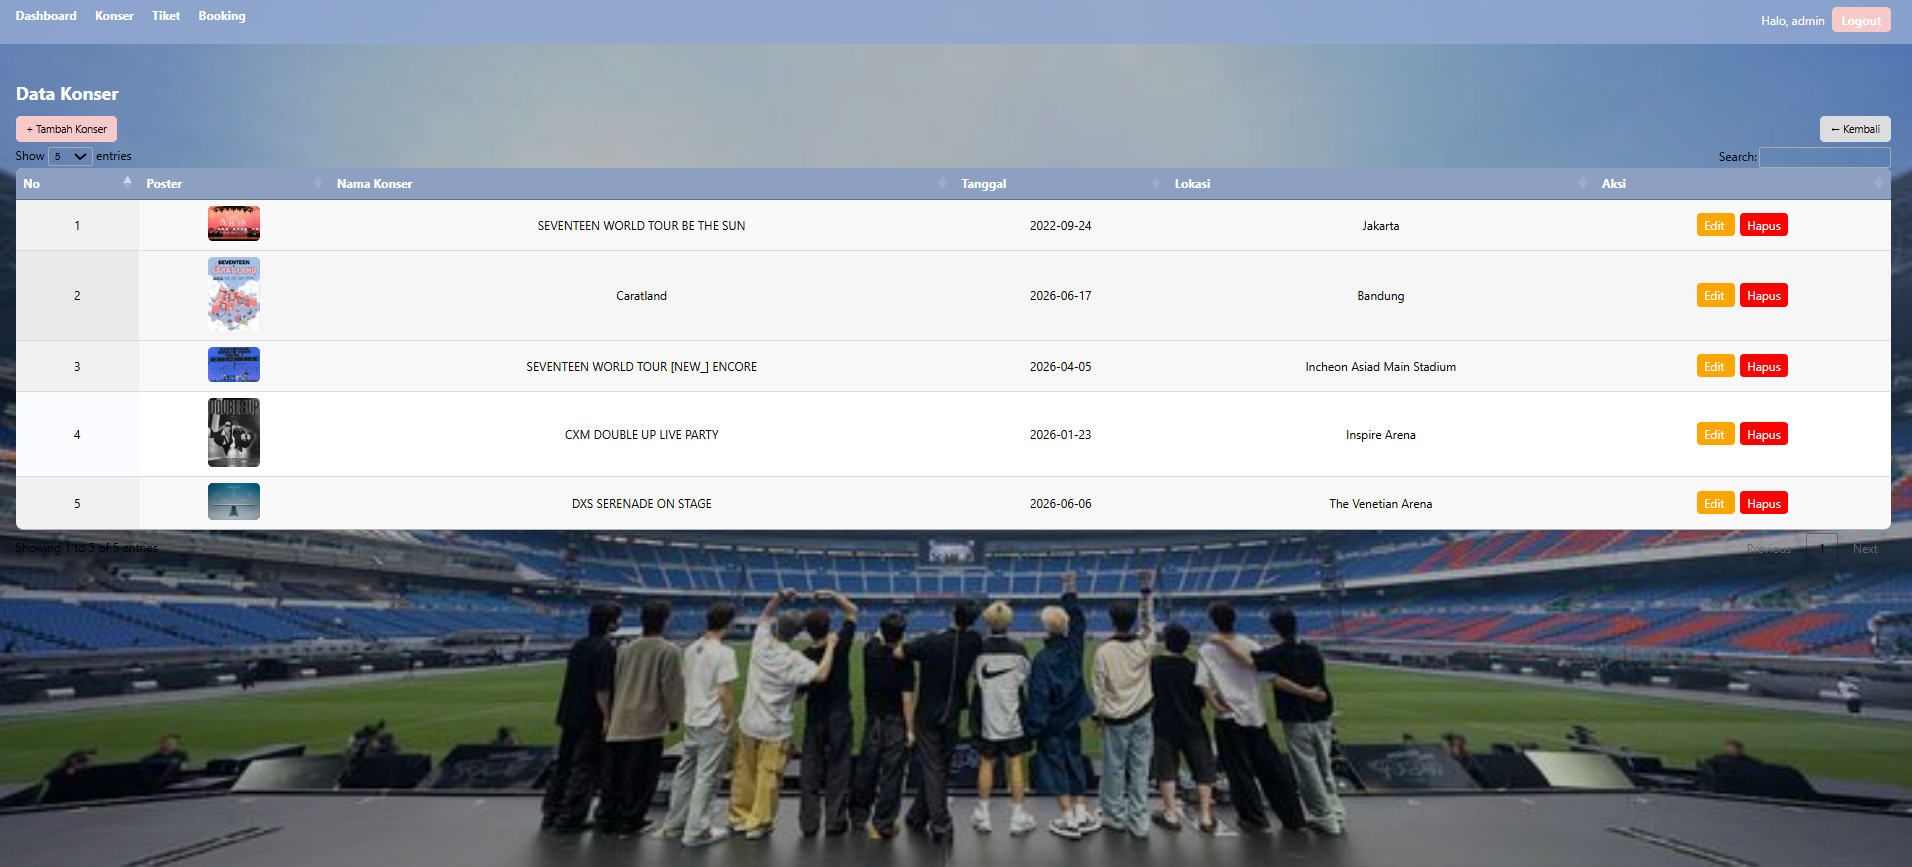 Dashboard Konser Tiket Booking Halo, admin Logout
Data Konser
+ Tambah Konser ← Kembali
Show 5 entries Search:
No Poster Nama Konser Tanggal Lokasi Aksi
1 SEVENTEEN WORLD TOUR BE THE SUN 2022-09-24 Jakarta Edit Hapus
SEVENTEEN
CARAT LAND
2 Caratland 2026-06-17 Bandung Edit Hapus
3 SEVENTEEN WORLD TOUR [NEW_] ENCORE 2026-04-05 Incheon Asiad Main Stadium Edit Hapus
DOUBLE UP
4 CXM DOUBLE UP LIVE PARTY 2026-01-23 Inspire Arena Edit Hapus
5 DXS SERENADE ON STAGE 2026-06-06 The Venetian Arena Edit Hapus
Showing 1 to 5 of 5 entries Previous 1 Next